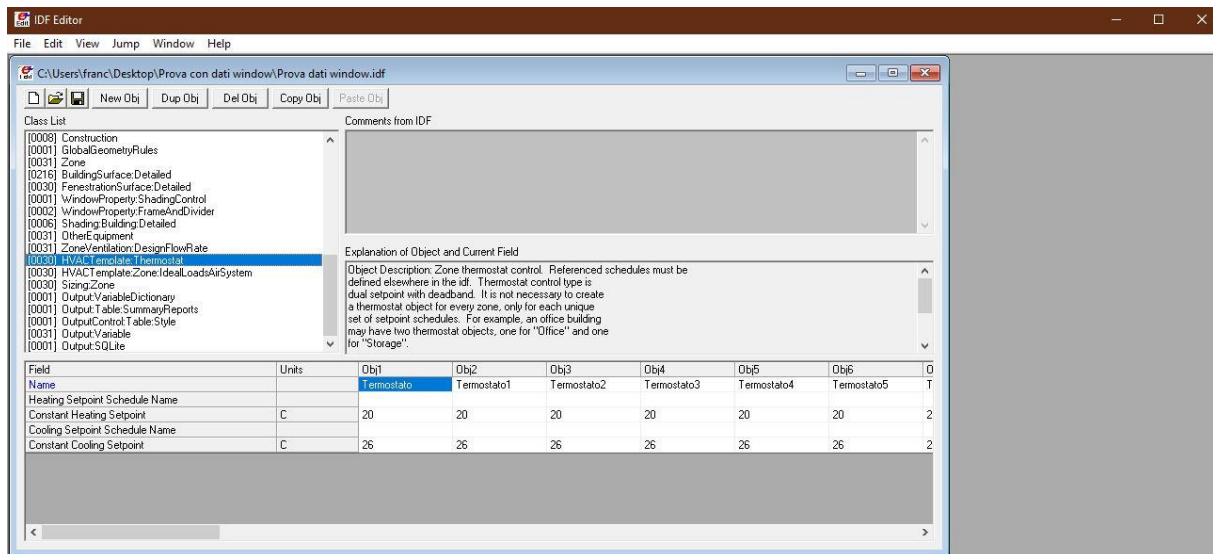 IDF Editor
File Edit View Jump Window Help
C:\Users\franc\Desktop\Prova con dati window\Prova dati window.idf
New Obj Dup Obj Del Obj Copy Obj Paste Obj
Class List
Comments from IDF
[0008] Construction
[0001] GlobalGeometryRules
[0031] Zone
[0216] BuildingSurface:Detailed
[0030] FenestrationSurface:Detailed
[0001] WindowProperty:ShadingControl
[0002] WindowProperty:FrameAndDivider
[0006] Shading:Building:Detailed
[0031] OtherEquipment
[0031] ZoneVentilation:DesignFlowRate
[0030] HVACTemplate:Thermostat
[0030] HVACTemplate:Zone:IdealLoadsAirSystem
[0030] Sizing:Zone
[0001] Output:VariableDictionary
[0001] Output:Table:SummaryReports
[0001] OutputControl:Table:Style
[0031] Output:Variable
[0001] Output:SQLite
Explanation of Object and Current Field
Object Description: Zone thermostat control. Referenced schedules must be
defined elsewhere in the idf. Thermostat control type is
dual setpoint with deadband. It is not necessary to create
a thermostat object for every zone, only for each unique
set of setpoint schedules. For example, an office building
may have two thermostat objects, one for "Office" and one
for "Storage".
Field Units Obj1 Obj2 Obj3 Obj4 Obj5 Obj6 O
Name Termostato Termostato1 Termostato2 Termostato3 Termostato4 Termostato5 T
Heating Setpoint Schedule Name
Constant Heating Setpoint C 20 20 20 20 20 20 2
Cooling Setpoint Schedule Name
Constant Cooling Setpoint C 26 26 26 26 26 26 2